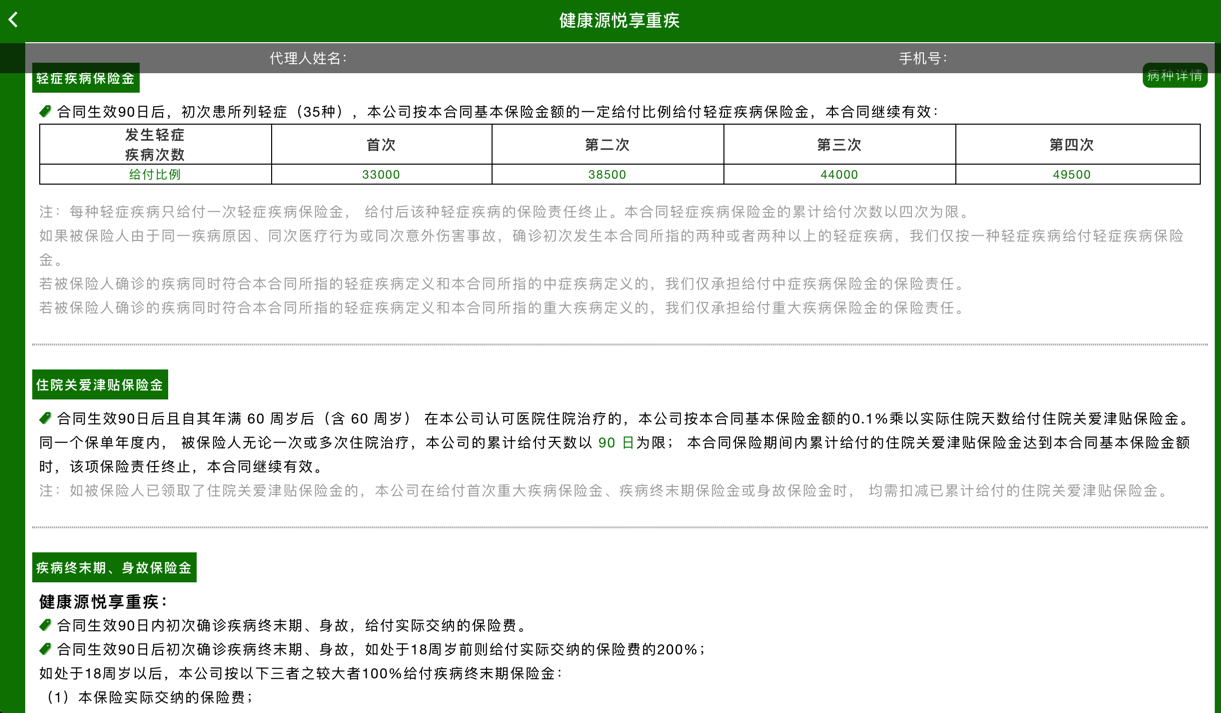 健康源悦享重疾
代理人姓名： 手机号：
轻症疾病保险金
病种详情
合同生效90日后，初次患所列轻症（35种），本公司按本合同基本保险金额的一定给付比例给付轻症疾病保险金，本合同继续有效：
发生轻症
疾病次数 首次 第二次 第三次 第四次
给付比例 33000 38500 44000 49500
注：每种轻症疾病只给付一次轻症疾病保险金， 给付后该种轻症疾病的保险责任终止。本合同轻症疾病保险金的累计给付次数以四次为限。
如果被保险人由于同一疾病原因、同次医疗行为或同次意外伤害事故，确诊初次发生本合同所指的两种或者两种以上的轻症疾病，我们仅按一种轻症疾病给付轻症疾病保险
金。
若被保险人确诊的疾病同时符合本合同所指的轻症疾病定义和本合同所指的中症疾病定义的，我们仅承担给付中症疾病保险金的保险责任。
若被保险人确诊的疾病同时符合本合同所指的轻症疾病定义和本合同所指的重大疾病定义的，我们仅承担给付重大疾病保险金的保险责任。
住院关爱津贴保险金
合同生效90日后且自其年满 60 周岁后（含 60 周岁） 在本公司认可医院住院治疗的，本公司按本合同基本保险金额的0.1%乘以实际住院天数给付住院关爱津贴保险金。
同一个保单年度内， 被保险人无论一次或多次住院治疗，本公司的累计给付天数以 90 日为限； 本合同保险期间内累计给付的住院关爱津贴保险金达到本合同基本保险金额
时，该项保险责任终止，本合同继续有效。
注：如被保险人已领取了住院关爱津贴保险金的，本公司在给付首次重大疾病保险金、疾病终末期保险金或身故保险金时， 均需扣减已累计给付的住院关爱津贴保险金。
疾病终末期、身故保险金
健康源悦享重疾：
合同生效90日内初次确诊疾病终末期、身故，给付实际交纳的保险费。
合同生效90日后初次确诊疾病终末期、身故，如处于18周岁前则给付实际交纳的保险费的200%；
如处于18周岁以后，本公司按以下三者之较大者100%给付疾病终末期保险金：
（1）本保险实际交纳的保险费；